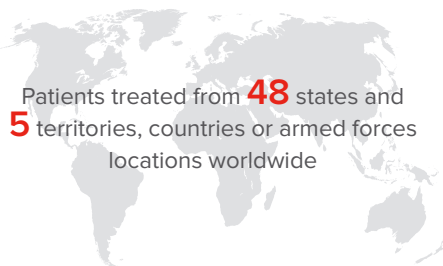 Patients treated from 48 states and
5 territories, countries or armed forces
locations worldwide